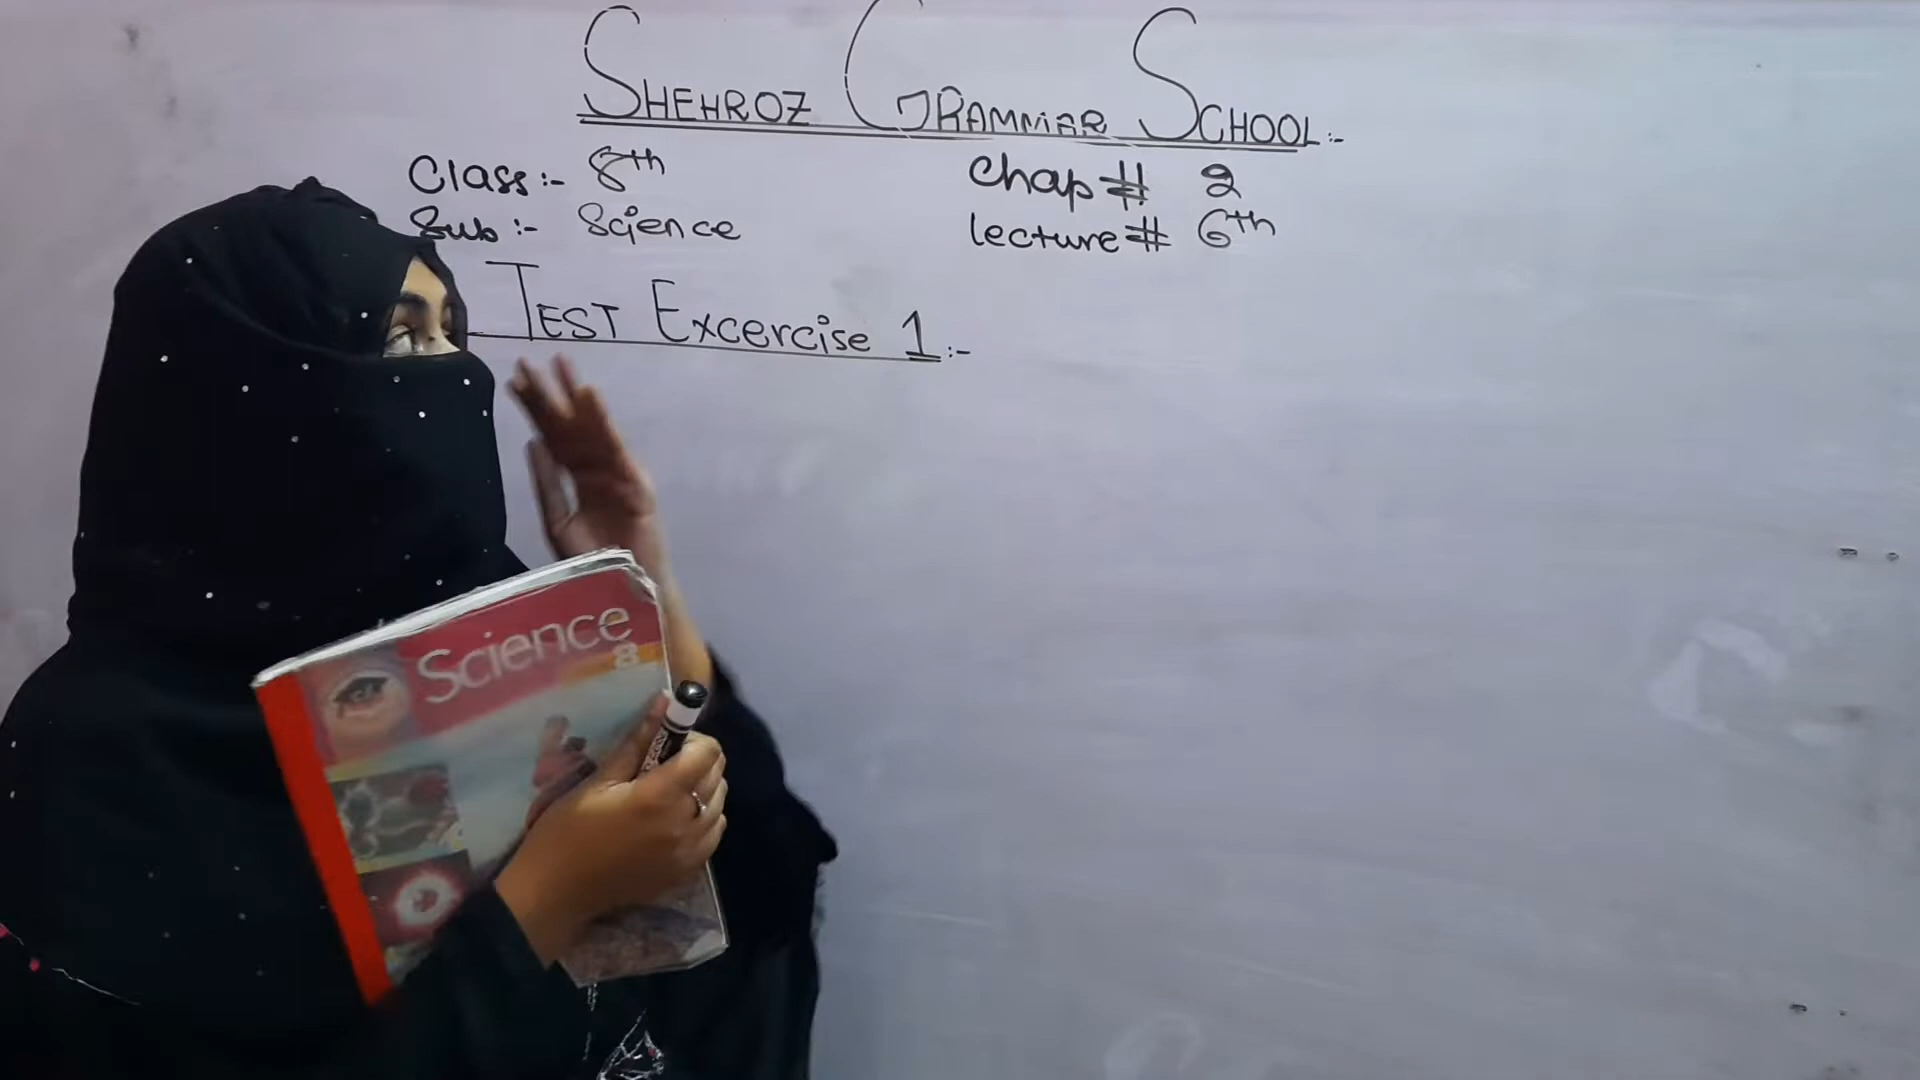 SHEHROZ GRAMMAR SCHOOL:-
Class:- 8th
Chap # 2
Sub:- Science
lecture # 6th
TEST Excercise 1:-
Science
8